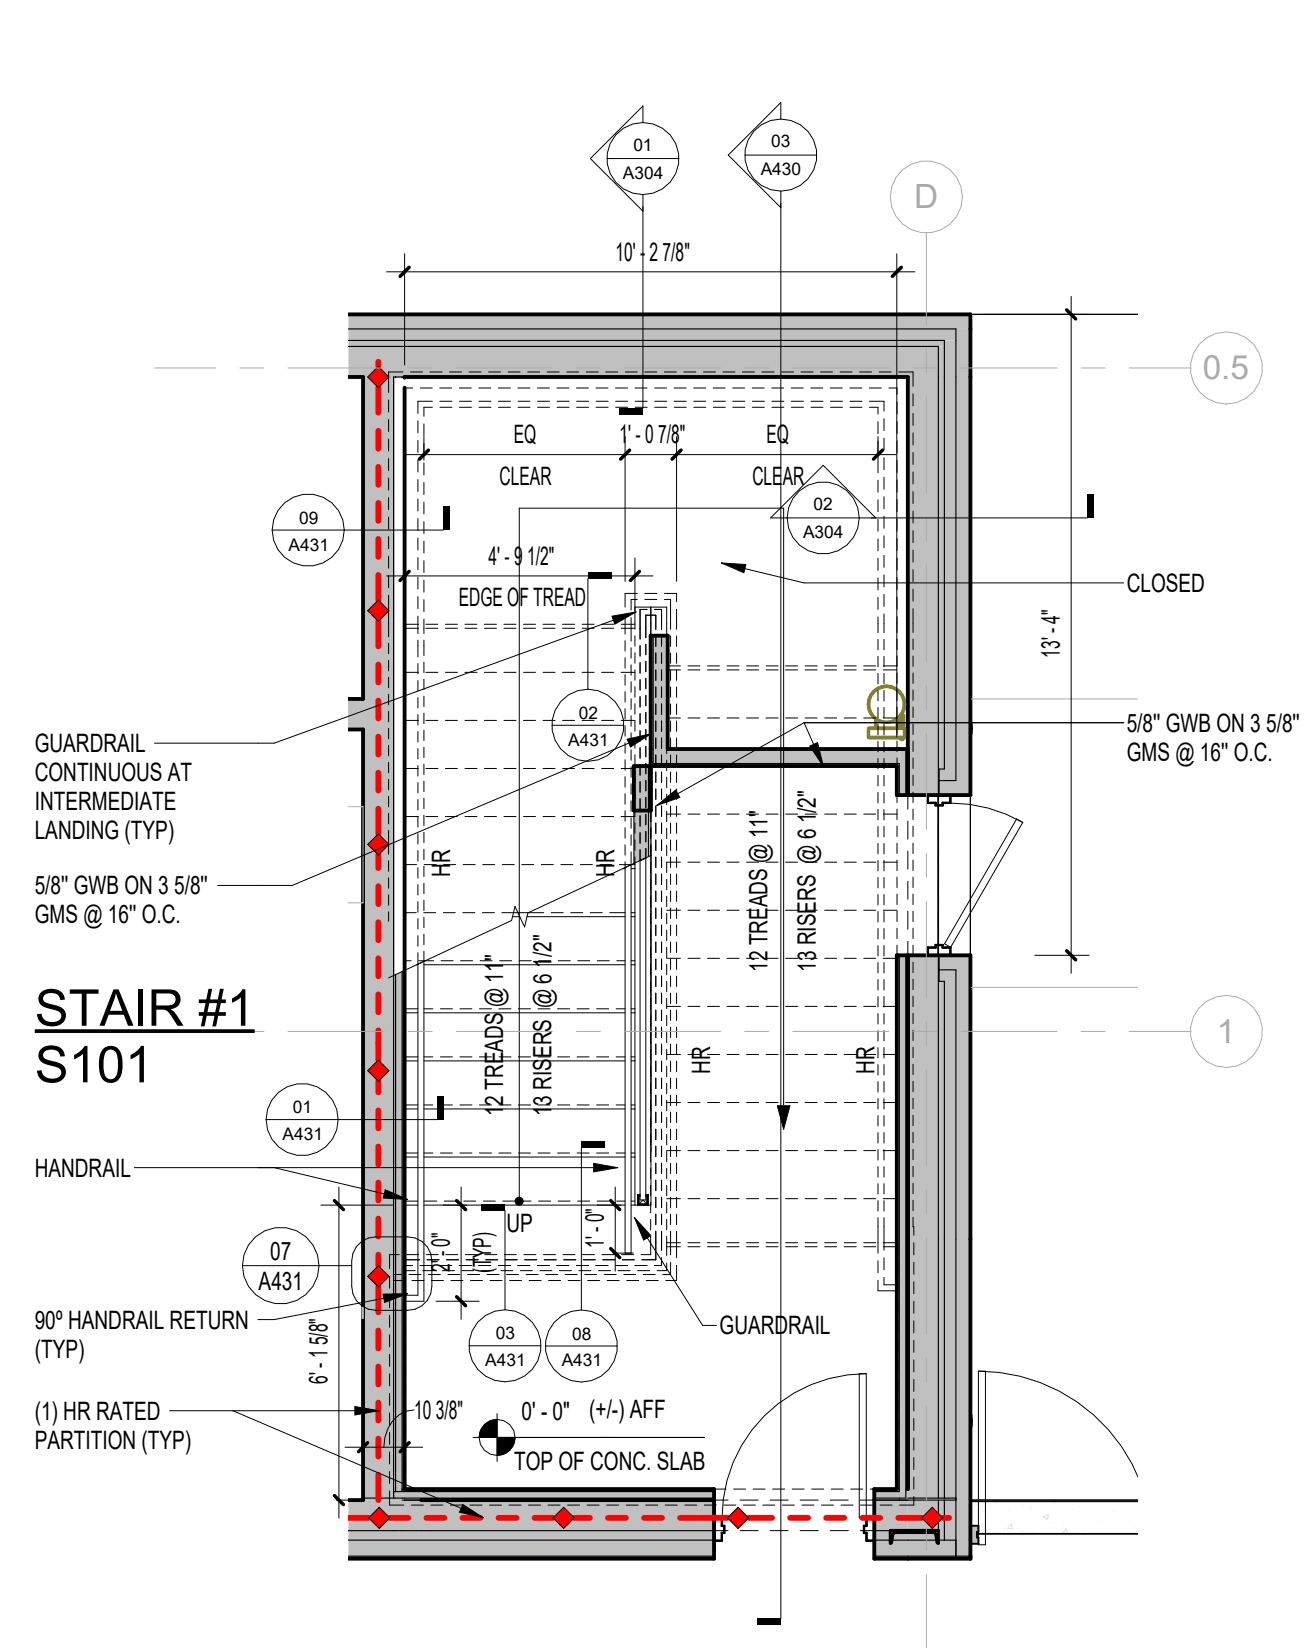 01
A304
03
A430
D
10' - 2 7/8"
0.5
EQ
1' - 0 7/8"
EQ
CLEAR
CLEAR
02
A304
09
A431
4' - 9 1/2"
EDGE OF TREAD
CLOSED
13' - 4"
02
A431
GUARDRAIL
CONTINUOUS AT
INTERMEDIATE
LANDING (TYP)
5/8" GWB ON 3 5/8"
GMS @ 16" O.C.
5/8" GWB ON 3 5/8"
GMS @ 16" O.C.
HR
HR
12 TREADS @ 11"
13 RISERS @ 6 1/2"
12 TREADS @ 11"
13 RISERS @ 6 1/2"
STAIR #1
S101
1
HR
HR
01
A431
HANDRAIL
UP
1' - 0"
2' - 0"
(TYP)
07
A431
90º HANDRAIL RETURN
(TYP)
GUARDRAIL
03
A431
08
A431
6' - 1 5/8"
(1) HR RATED
PARTITION (TYP)
10 3/8"
0' - 0" (+/-) AFF
TOP OF CONC. SLAB